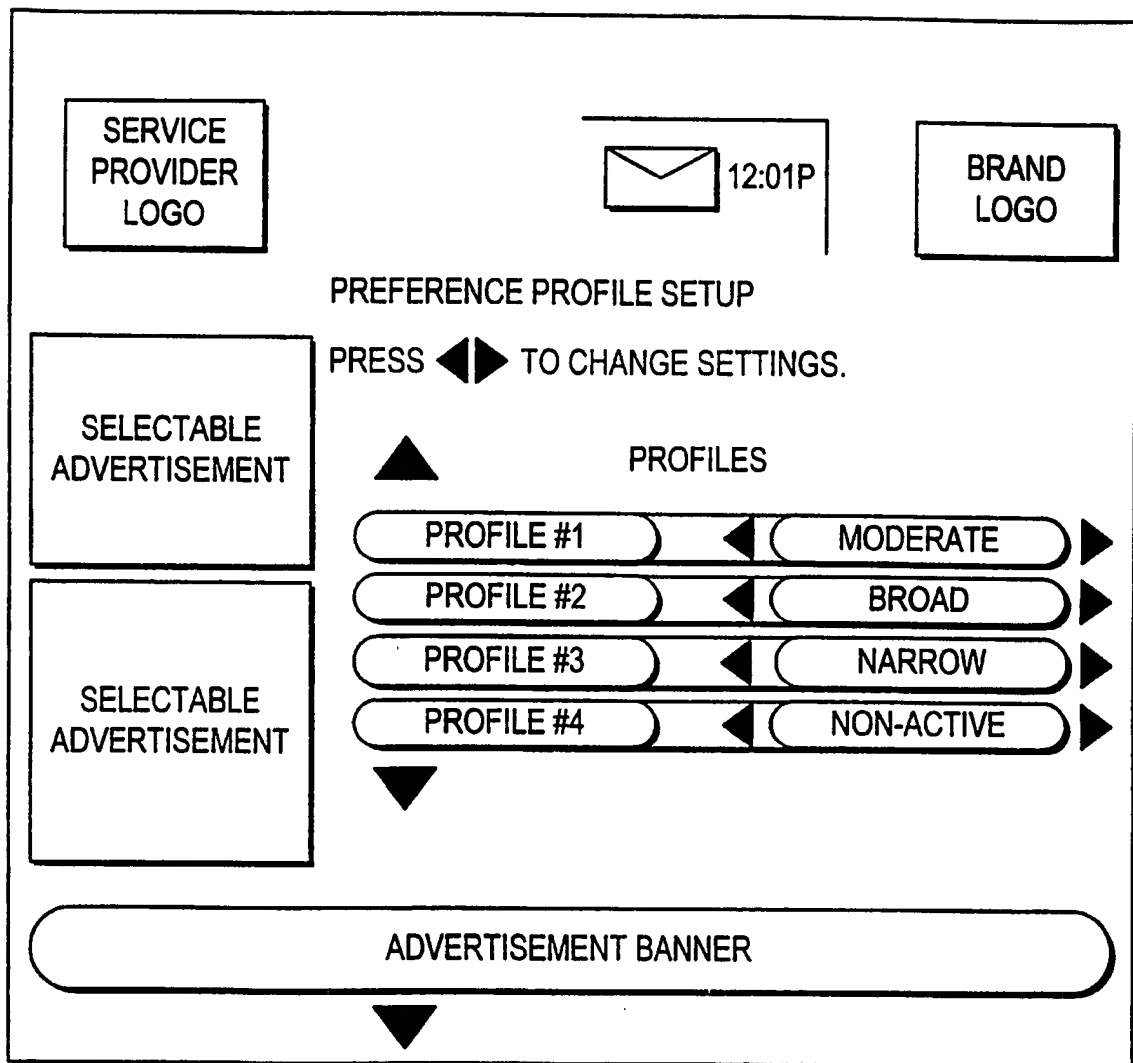 SERVICE
PROVIDER
LOGO
12:01P
BRAND
LOGO
PREFERENCE PROFILE SETUP
PRESS ◀▶ TO CHANGE SETTINGS.
SELECTABLE
ADVERTISEMENT
PROFILES
PROFILE #1 MODERATE
PROFILE #2 BROAD
PROFILE #3 NARROW
PROFILE #4 NON-ACTIVE
SELECTABLE
ADVERTISEMENT
ADVERTISEMENT BANNER